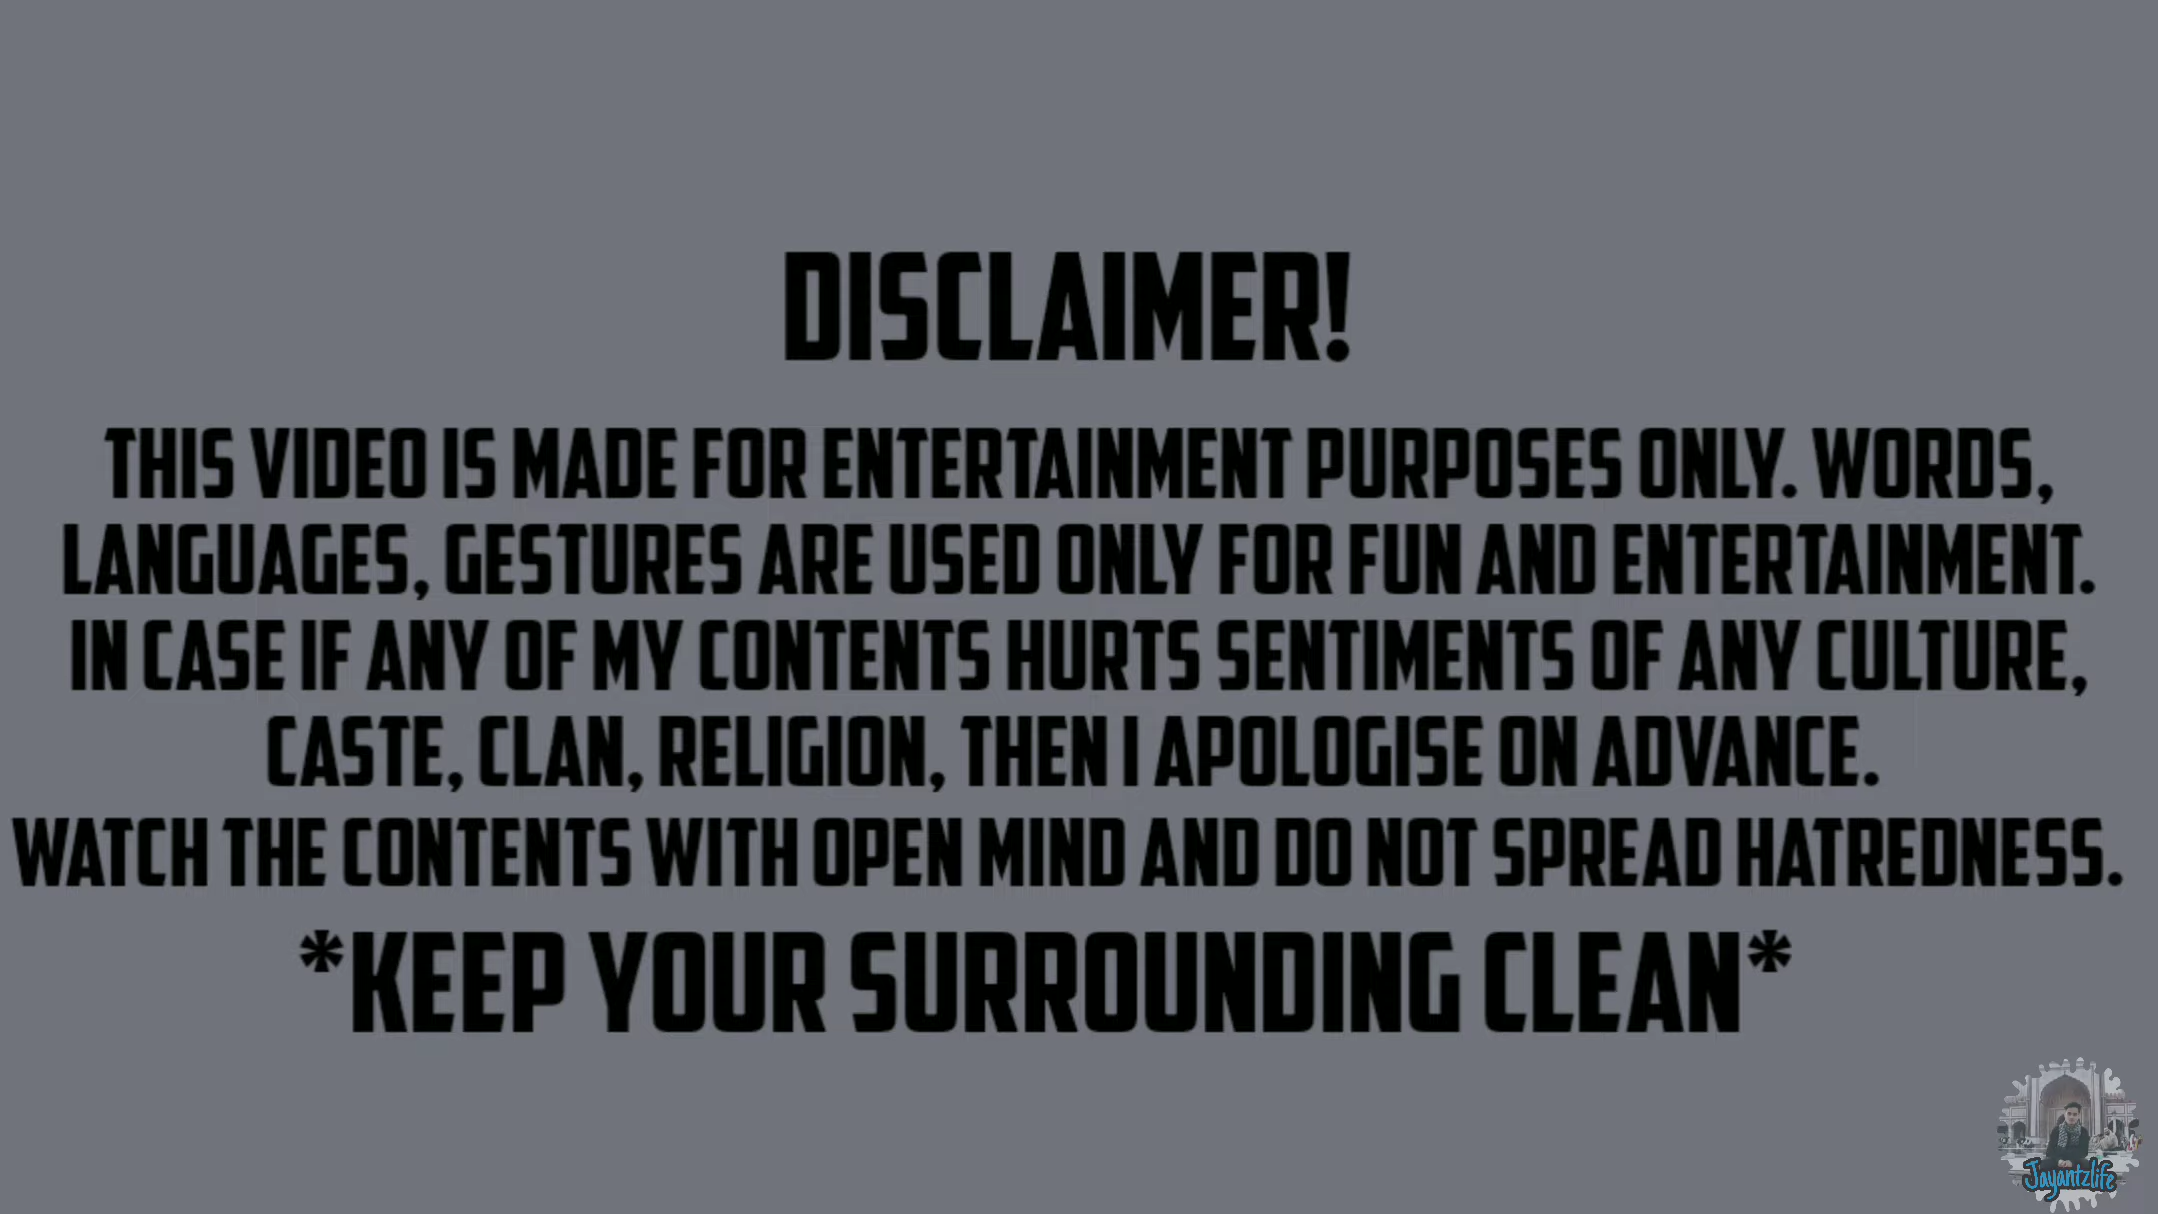 DISCLAIMER!
THIS VIDEO IS MADE FOR ENTERTAINMENT PURPOSES ONLY. WORDS,
LANGUAGES, GESTURES ARE USED ONLY FOR FUN AND ENTERTAINMENT.
IN CASE IF ANY OF MY CONTENTS HURTS SENTIMENTS OF ANY CULTURE,
CASTE, CLAN, RELIGION, THEN I APOLOGISE ON ADVANCE.
WATCH THE CONTENTS WITH OPEN MIND AND DO NOT SPREAD HATREDNESS.
*KEEP YOUR SURROUNDING CLEAN*
Jayantzlife